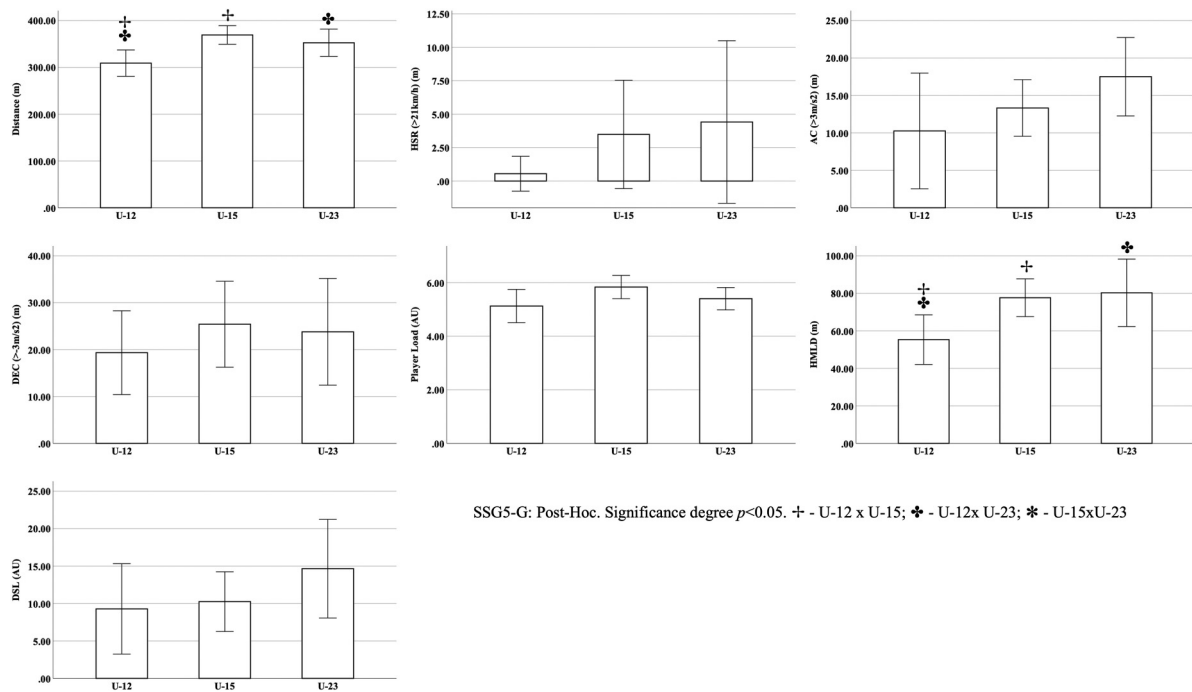 Distance (m)
400.00
300.00
200.00
100.00
.00
✢
✤
✢
✤
U-12
U-15
U-23
HSR (>21km/h) (m)
12.50
10.00
7.50
5.00
2.50
.00
U-12
U-15
U-23
AC (>3m/s2) (m)
25.00
20.00
15.00
10.00
5.00
.00
U-12
U-15
U-23
DEC (>-3m/s2) (m)
40.00
30.00
20.00
10.00
.00
U-12
U-15
U-23
Player Load (AU)
6.00
4.00
2.00
.00
U-12
U-15
U-23
HMLD (m)
100.00
80.00
60.00
40.00
20.00
.00
✢
✤
✢
✤
U-12
U-15
U-23
DSL (AU)
25.00
20.00
15.00
10.00
5.00
.00
U-12
U-15
U-23
SSG5-G: Post-Hoc. Significance degree p<0.05. ✢ - U-12 x U-15; ✤ - U-12x U-23; ✻ - U-15xU-23